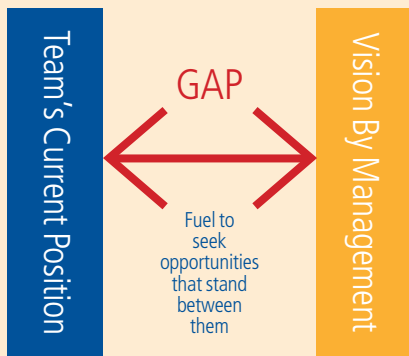 Team's Current Position
GAP
Fuel to
seek
opportunities
that stand
between
them
Vision By Management